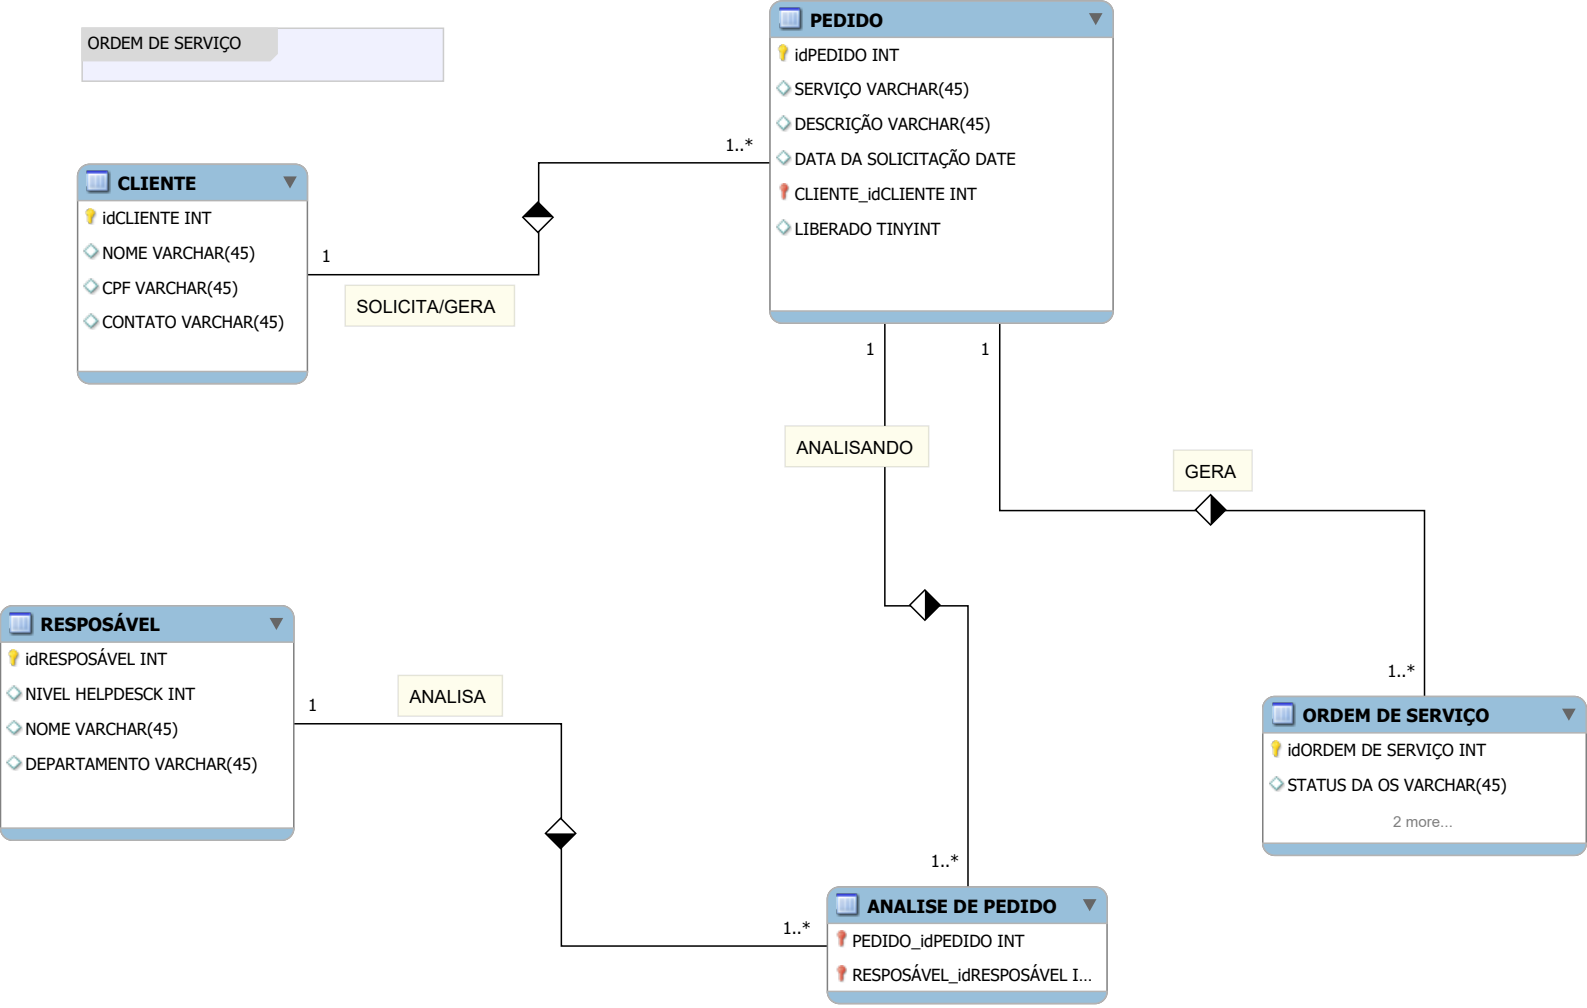 ORDEM DE SERVIÇO
PEDIDO
idPEDIDO INT
SERVIÇO VARCHAR(45)
DESCRIÇÃO VARCHAR(45)
DATA DA SOLICITAÇÃO DATE
CLIENTE_idCLIENTE INT
LIBERADO TINYINT
1..*
CLIENTE
idCLIENTE INT
NOME VARCHAR(45)
CPF VARCHAR(45)
CONTATO VARCHAR(45)
1
SOLICITA/GERA
1
1
ANALISANDO
GERA
RESPOSÁVEL
idRESPOSÁVEL INT
NIVEL HELPDESCK INT
NOME VARCHAR(45)
DEPARTAMENTO VARCHAR(45)
1
ANALISA
1..*
ORDEM DE SERVIÇO
idORDEM DE SERVIÇO INT
STATUS DA OS VARCHAR(45)
2 more...
1..*
1..*
ANALISE DE PEDIDO
PEDIDO_idPEDIDO INT
RESPOSÁVEL_idRESPOSÁVEL I...